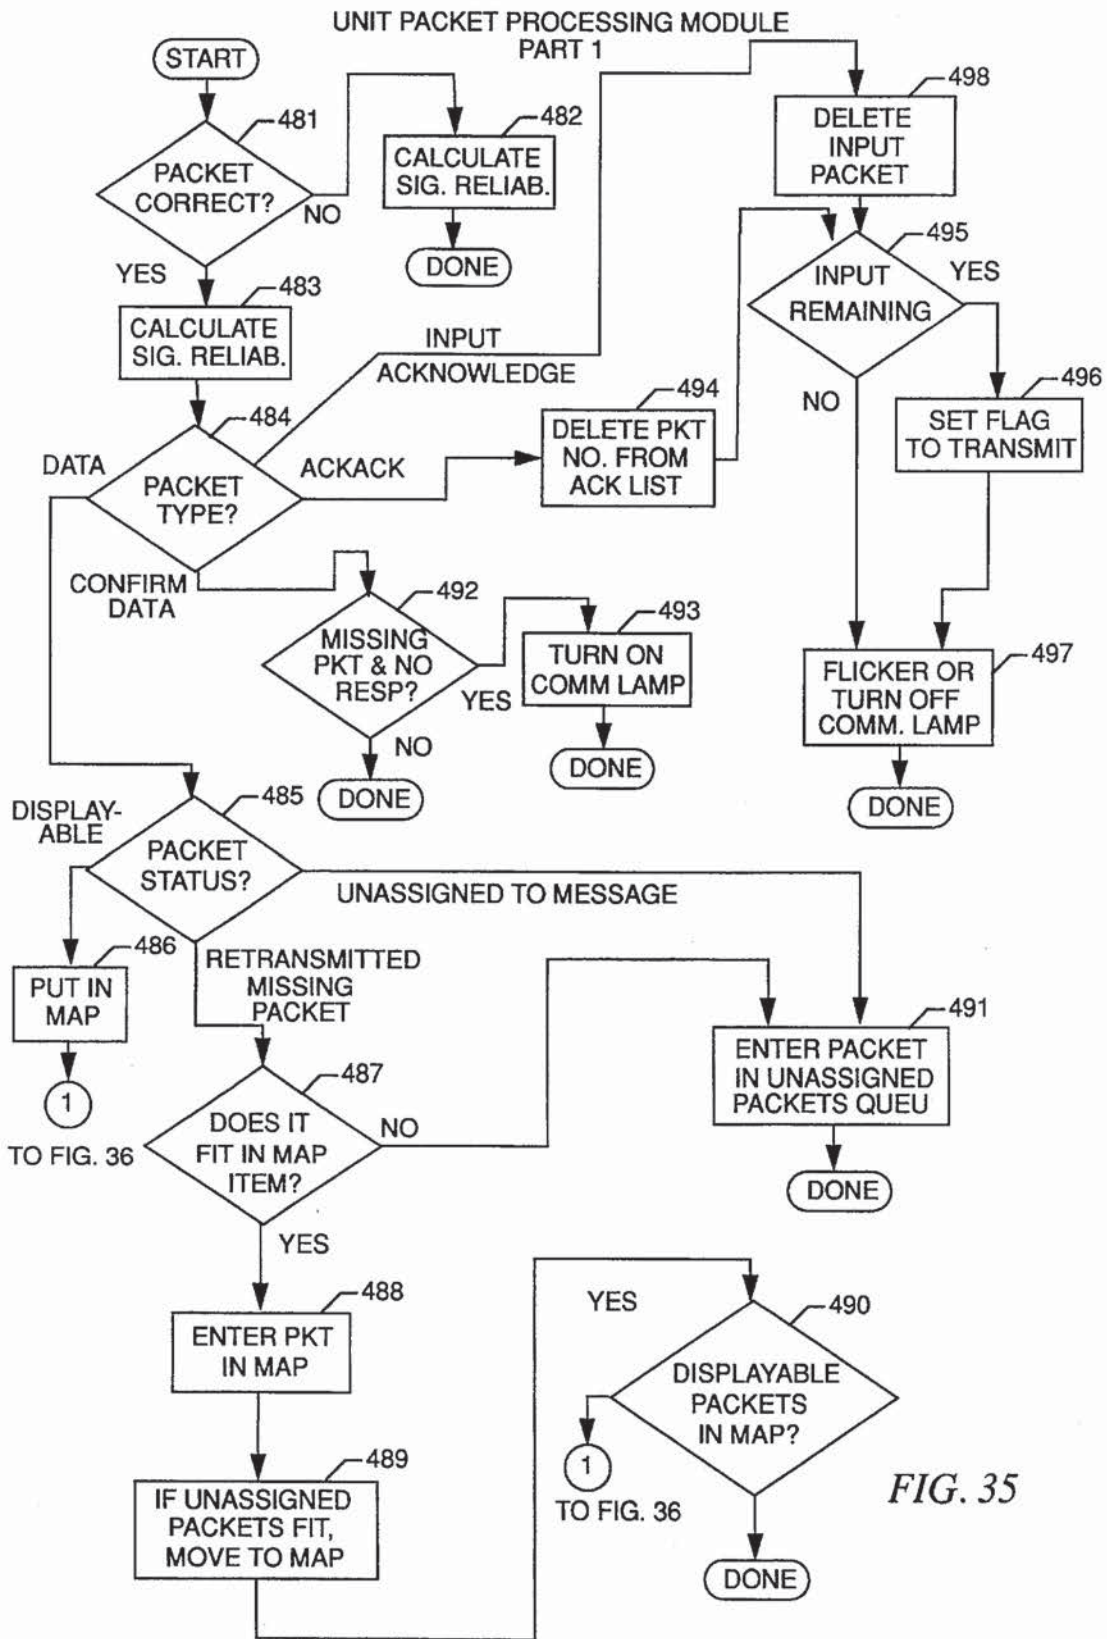 UNIT PACKET PROCESSING MODULE
PART 1
START
481
PACKET
CORRECT?
NO
YES
482
CALCULATE
SIG. RELIAB.
DONE
483
CALCULATE
SIG. RELIAB.
INPUT
ACKNOWLEDGE
498
DELETE
INPUT
PACKET
495
INPUT
REMAINING
YES
NO
496
SET FLAG
TO TRANSMIT
484
PACKET
TYPE?
DATA
ACKACK
494
DELETE PKT
NO. FROM
ACK LIST
CONFIRM
DATA
492
MISSING
PKT & NO
RESP?
YES
NO
DONE
493
TURN ON
COMM LAMP
DONE
497
FLICKER OR
TURN OFF
COMM. LAMP
DONE
485
DISPLAY-
ABLE
PACKET
STATUS?
UNASSIGNED TO MESSAGE
486
PUT IN
MAP
1
TO FIG. 36
RETRANSMITTED
MISSING
PACKET
487
DOES IT
FIT IN MAP
ITEM?
NO
YES
491
ENTER PACKET
IN UNASSIGNED
PACKETS QUEU
DONE
488
ENTER PKT
IN MAP
489
IF UNASSIGNED
PACKETS FIT,
MOVE TO MAP
YES
490
DISPLAYABLE
PACKETS
IN MAP?
1
TO FIG. 36
DONE
FIG. 35